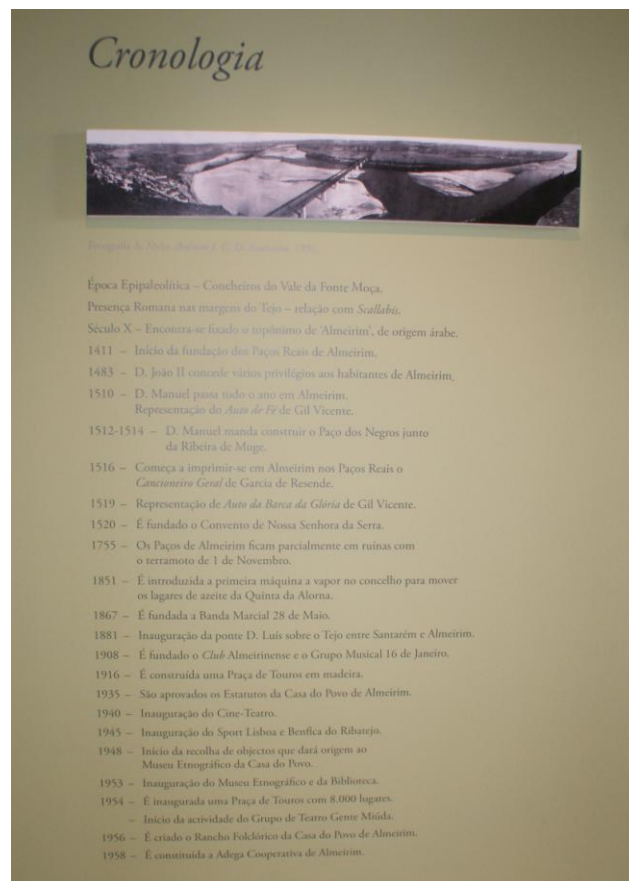 Cronologia
Época Epipaleolítica – Concheiros do Vale da Fonte Moça.
Presença Romana nas margens do Tejo – relação com Scallabis.
Século X – Encontra-se fixado o topónimo de 'Almeirim', de origem árabe.
1411 – Início da fundação dos Paços Reais de Almeirim.
1483 – D. João II concede vários privilégios aos habitantes de Almeirim.
1510 – D. Manuel passa todo o ano em Almeirim.
Representação do Auto de Fé de Gil Vicente.
1512-1514 – D. Manuel manda construir o Paço dos Negros junto
da Ribeira de Muge.
1516 – Começa a imprimir-se em Almeirim nos Paços Reais o
Cancioneiro Geral de Garcia de Resende.
1519 – Representação de Auto da Barca da Glória de Gil Vicente.
1520 – É fundado o Convento de Nossa Senhora da Serra.
1755 – Os Paços de Almeirim ficam parcialmente em ruínas com
o terramoto de 1 de Novembro.
1851 – É introduzida a primeira máquina a vapor no concelho para mover
os lagares de azeite da Quinta da Alorna.
1867 – É fundada a Banda Marcial 28 de Maio.
1881 – Inauguração da ponte D. Luís sobre o Tejo entre Santarém e Almeirim.
1908 – É fundado o Club Almeirinense e o Grupo Musical 16 de Janeiro.
1916 – É construída uma Praça de Touros em madeira.
1935 – São aprovados os Estatutos da Casa do Povo de Almeirim.
1940 – Inauguração do Cine-Teatro.
1945 – Inauguração do Sport Lisboa e Benfica do Ribatejo.
1948 – Início da recolha de objectos que dará origem ao
Museu Etnográfico da Casa do Povo.
1953 – Inauguração do Museu Etnográfico e da Biblioteca.
1954 – É inaugurada uma Praça de Touros com 8.000 lugares.
– Início da actividade do Grupo de Teatro Gente Miúda.
1956 – É criado o Rancho Folclórico da Casa do Povo de Almeirim.
1958 – É constituída a Adega Cooperativa de Almeirim.